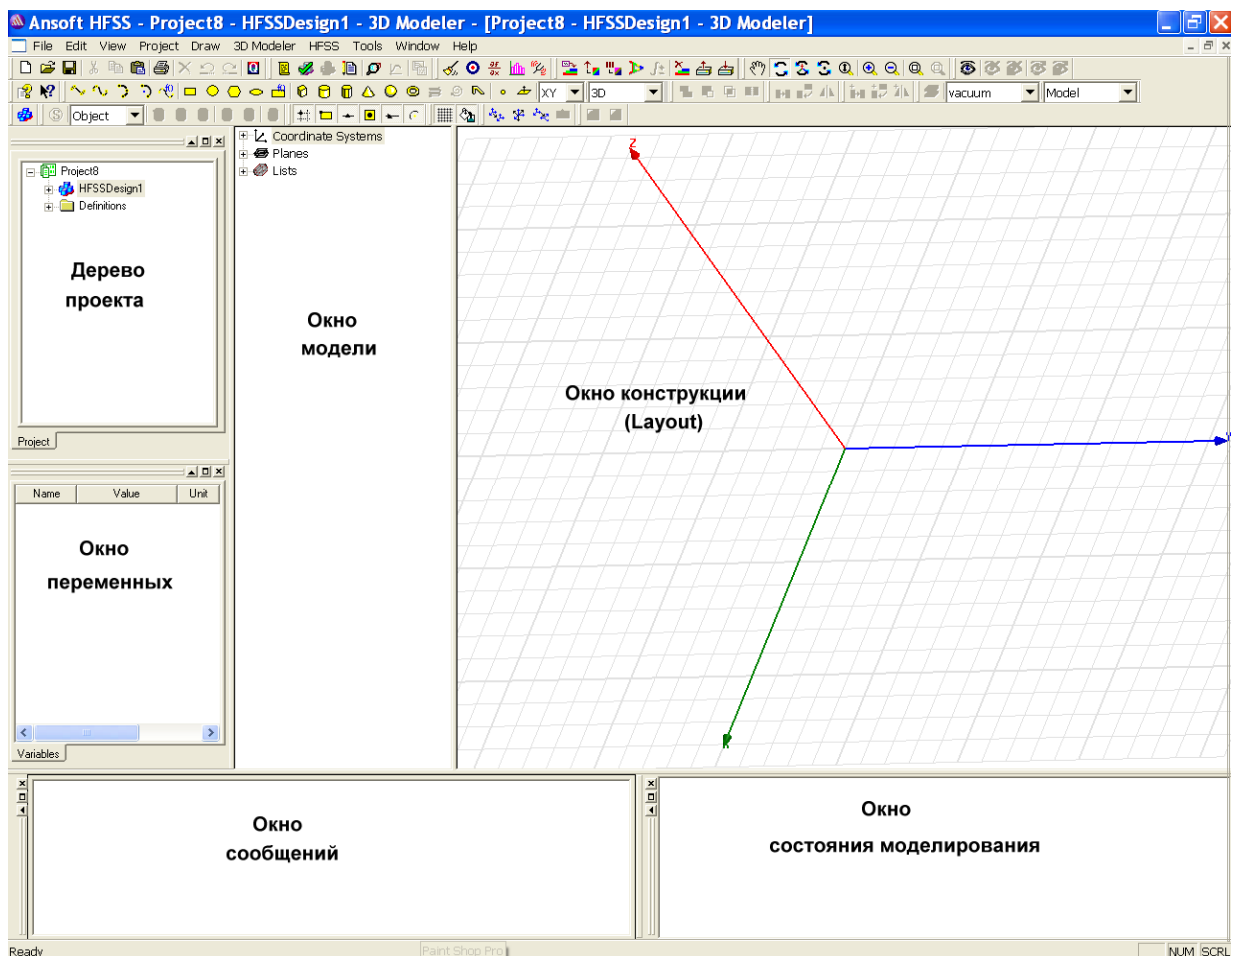 Ansoft HFSS - Project8 - HFSSDesign1 - 3D Modeler - [Project8 - HFSSDesign1 - 3D Modeler]
File Edit View Project Draw 3D Modeler HFSS Tools Window Help
XY 3D vacuum Model
Object
Project8
HFSSDesign1
Definitions
Дерево
проекта
Project
Name Value Unit
Окно
переменных
Variables
Coordinate Systems
Planes
Lists
Окно
модели
Z
Окно конструкции
(Layout)
Окно
сообщений
Окно
состояния моделирования
Ready
Paint Shop Pro
NUM SCRL